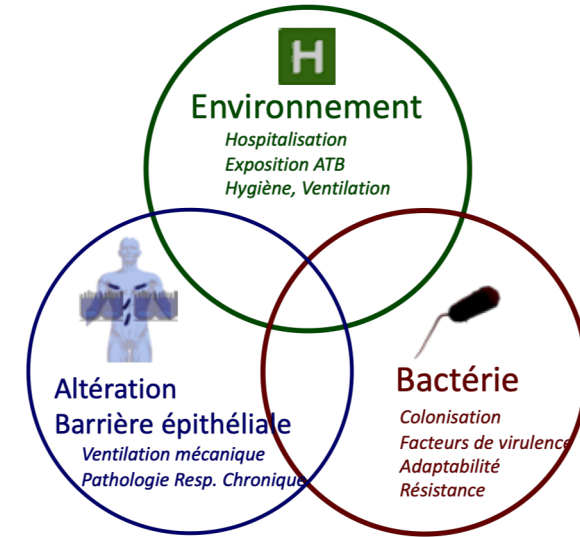 H
Environnement
Hospitalisation
Exposition ATB
Hygiène, Ventilation
Altération
Barrière épithéliale
Ventilation mécanique
Pathologie Resp. Chronique
Bactérie
Colonisation
Facteurs de virulence
Adaptabilité
Résistance